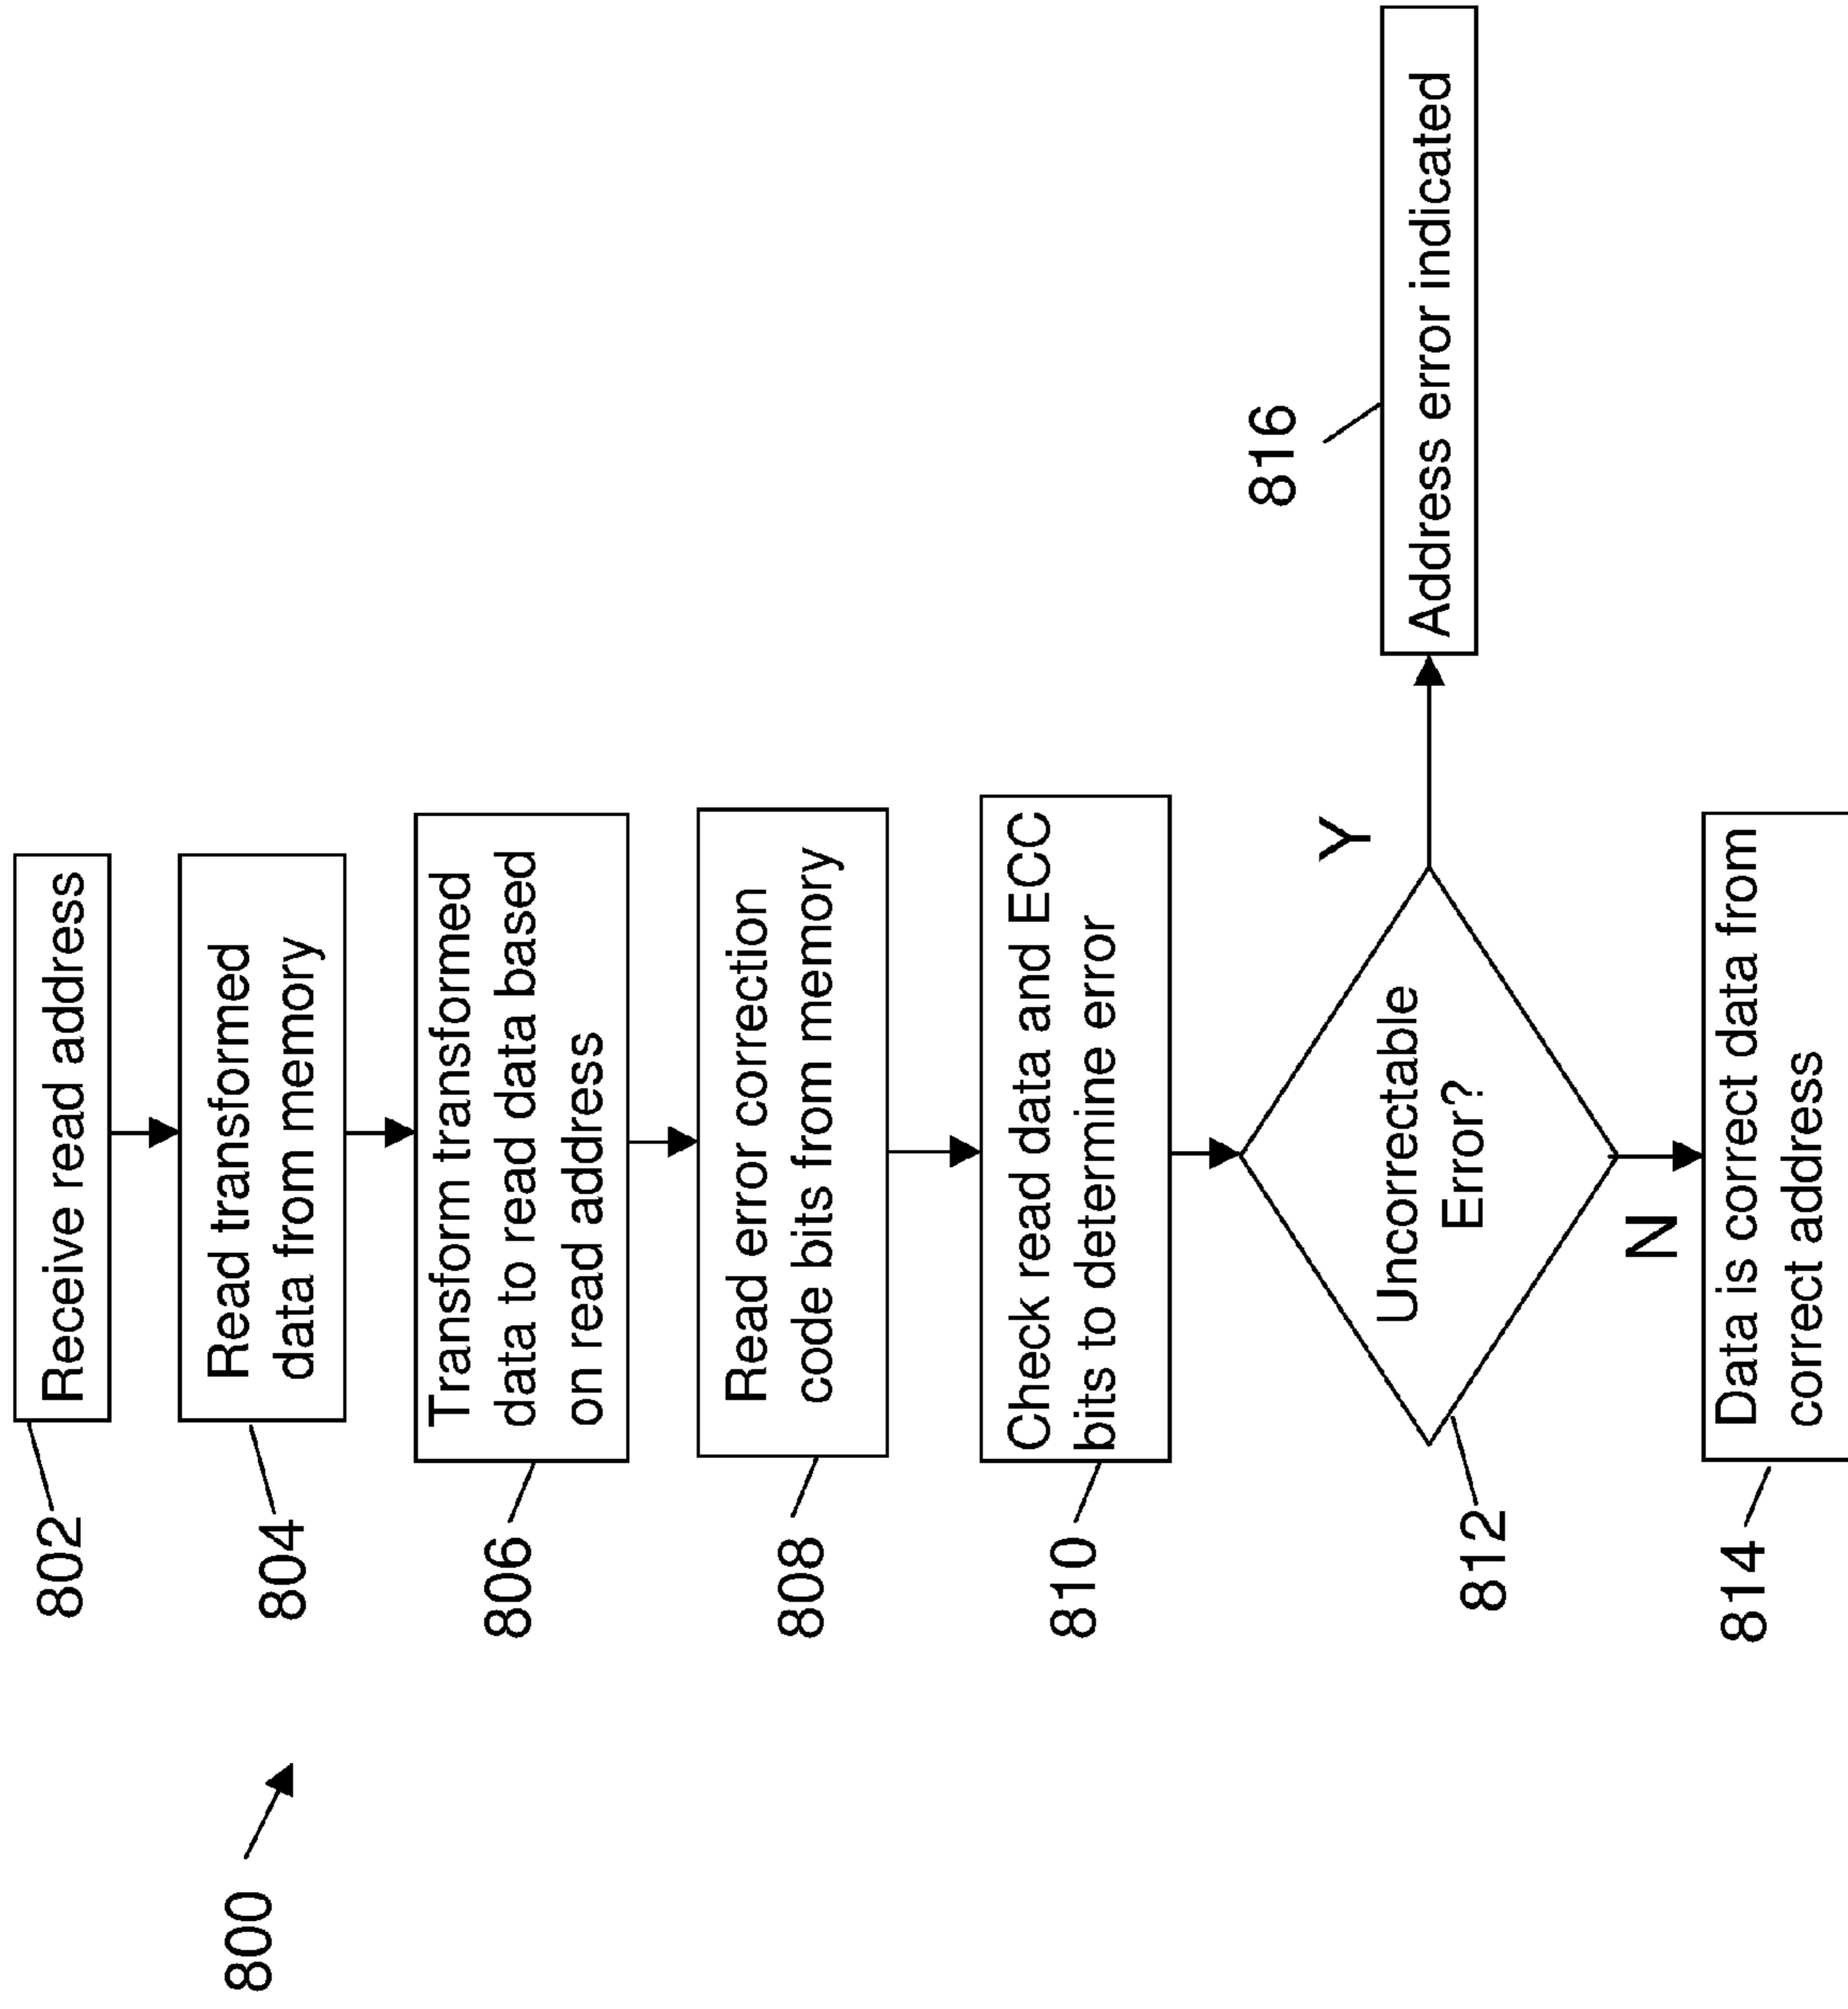 800
802
Receive read address
804
Read transformed
data from memory
806
Transform transformed
data to read data based
on read address
808
Read error correction
code bits from memory
810
Check read data and ECC
bits to determine error
812
Uncorrectable
Error?
Y
816
Address error indicated
N
814
Data is correct data from
correct address